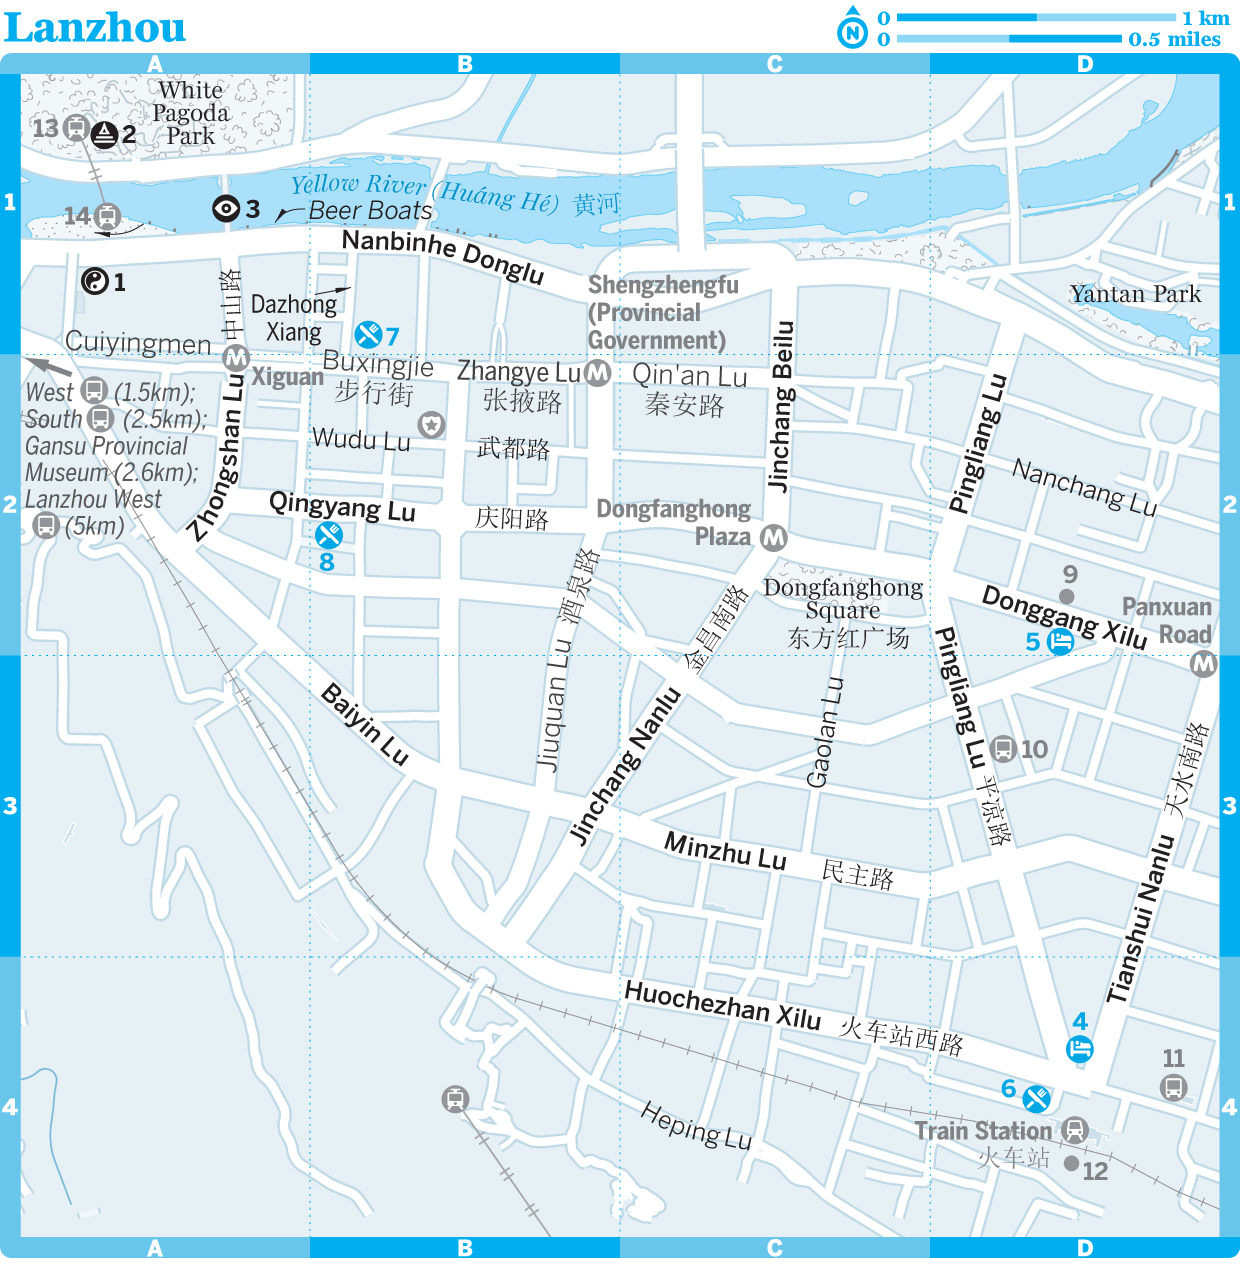 Lanzhou
0 1 km
0 0.5 miles
N
A B C D
White
Pagoda
Park
13
2
Yellow River (Huáng Hé) 黄河
1
1
14
3
Beer Boats
Nanbinhe Donglu
1
中山路
Dazhong
Xiang
7
Shengzhengfu
(Provincial
Government)
Yantan Park
Cuiyingmen
M
Xiguan
Buxingjie
步行街
Zhangye Lu
张掖路
M
Qin'an Lu
秦安路
Jinchang Beilu
Pingliang Lu
West (1.5km);
South (2.5km);
Gansu Provincial
Museum (2.6km);
Lanzhou West
(5km)
Zhongshan Lu
Wudu Lu
武都路
Nanchang Lu
2
2
Qingyang Lu
庆阳路
8
Dongfanghong
Plaza
M
酒泉路
Jiuquan Lu
金昌南路
Dongfanghong
Square
东方红广场
9
Donggang Xilu
5
Panxuan
Road
M
Baiyin Lu
Jinchang Nanlu
Gaolan Lu
Pingliang Lu
平凉路
10
天水南路
3
3
Minzhu Lu
民主路
Tianshui Nanlu
Huochezhan Xilu
火车站西路
4
6
11
4
4
Heping Lu
Train Station
火车站
12
A B C D